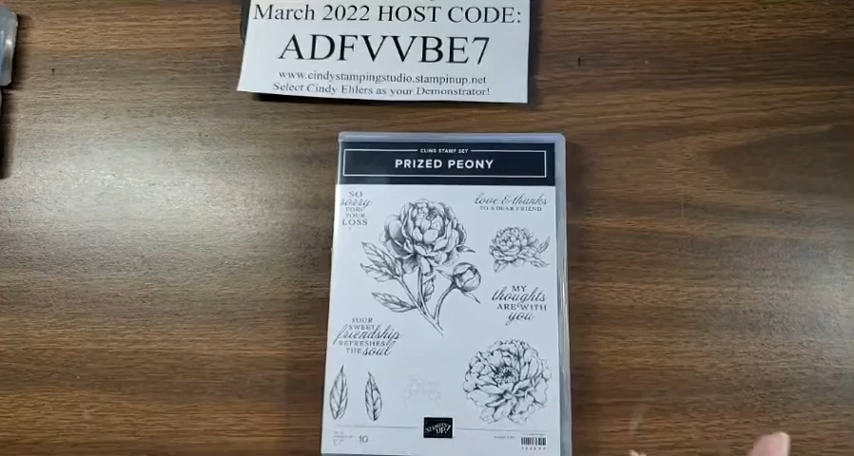 March 2022 HOST CODE:
ADFVVBE7
www.cindystampingstudio.stampinup.net
Select Cindy Ehlers as your Demonstrator!
CLING STAMP SET
PRIZED PEONY
SO
sorry
FOR
YOUR
LOSS
love & thanks
TO A DEAR FRIEND
MY
thoughts
ARE WITH
you
YOUR
SWEET
friendship
REFRESHES
THE soul
STAMPIN' UP!
10